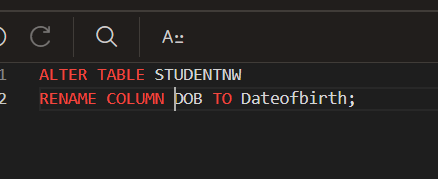 A
1 ALTER TABLE STUDENTNW
2 RENAME COLUMN DOB TO Dateofbirth;